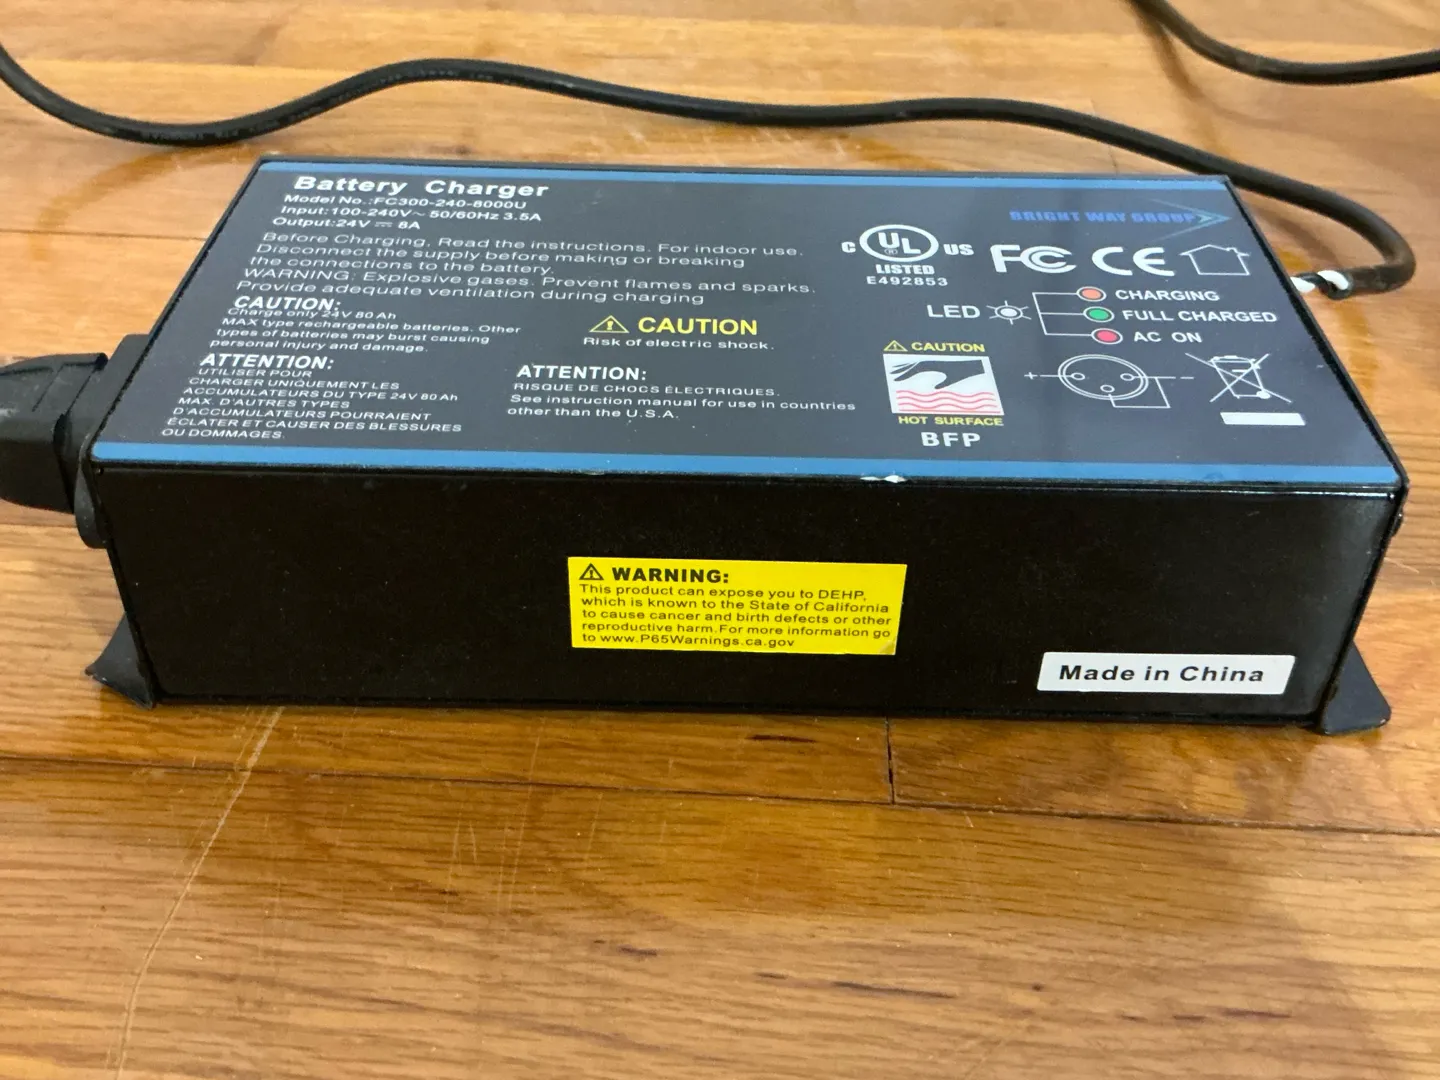 Battery Charger
Model No.:FC300-240-8000U
Input:100-240V~ 50/60Hz 3.5A
Output:24V ⎓ 8A
Before Charging, Read the instructions. For indoor use.
Disconnect the supply before making or breaking
the connections to the battery.
WARNING: Explosive gases. Prevent flames and sparks.
Provide adequate ventilation during charging
CAUTION:
Charge only 24V 80 Ah
MAX type rechargeable batteries. Other
types of batteries may burst causing
personal injury and damage.
ATTENTION:
UTILISER POUR
CHARGER UNIQUEMENT LES
ACCUMULATEURS DU TYPE 24V 80 Ah
MAX. D'AUTRES TYPES
D'ACCUMULATEURS POURRAIENT
ÉCLATER ET CAUSER DES BLESSURES
OU DOMMAGES.
CAUTION
Risk of electric shock.
ATTENTION:
RISQUE DE CHOCS ÉLECTRIQUES.
See instruction manual for use in countries
other than the U.S.A.
BRIGHT WAY GROUP
C UL US
LISTED
E492853
FC CE
LED
CHARGING
FULL CHARGED
AC ON
CAUTION
HOT SURFACE
BFP
+ -
WARNING:
This product can expose you to DEHP,
which is known to the State of California
to cause cancer and birth defects or other
reproductive harm.For more information go
to www.P65Warnings.ca.gov
Made in China